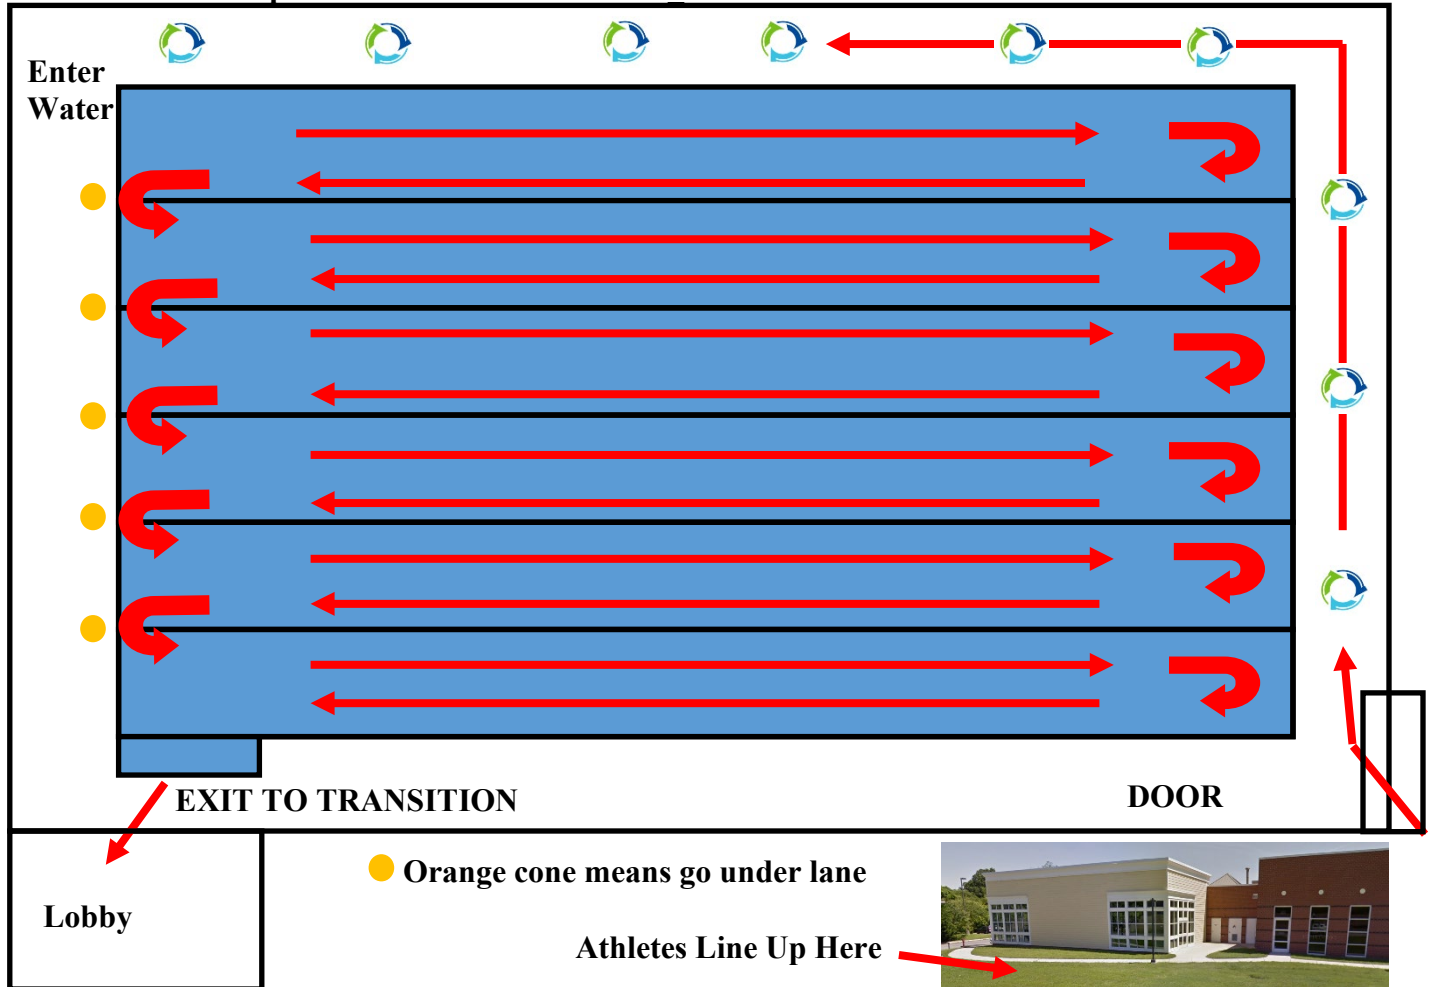 Enter
Water
EXIT TO TRANSITION
DOOR
Orange cone means go under lane
Lobby
Athletes Line Up Here